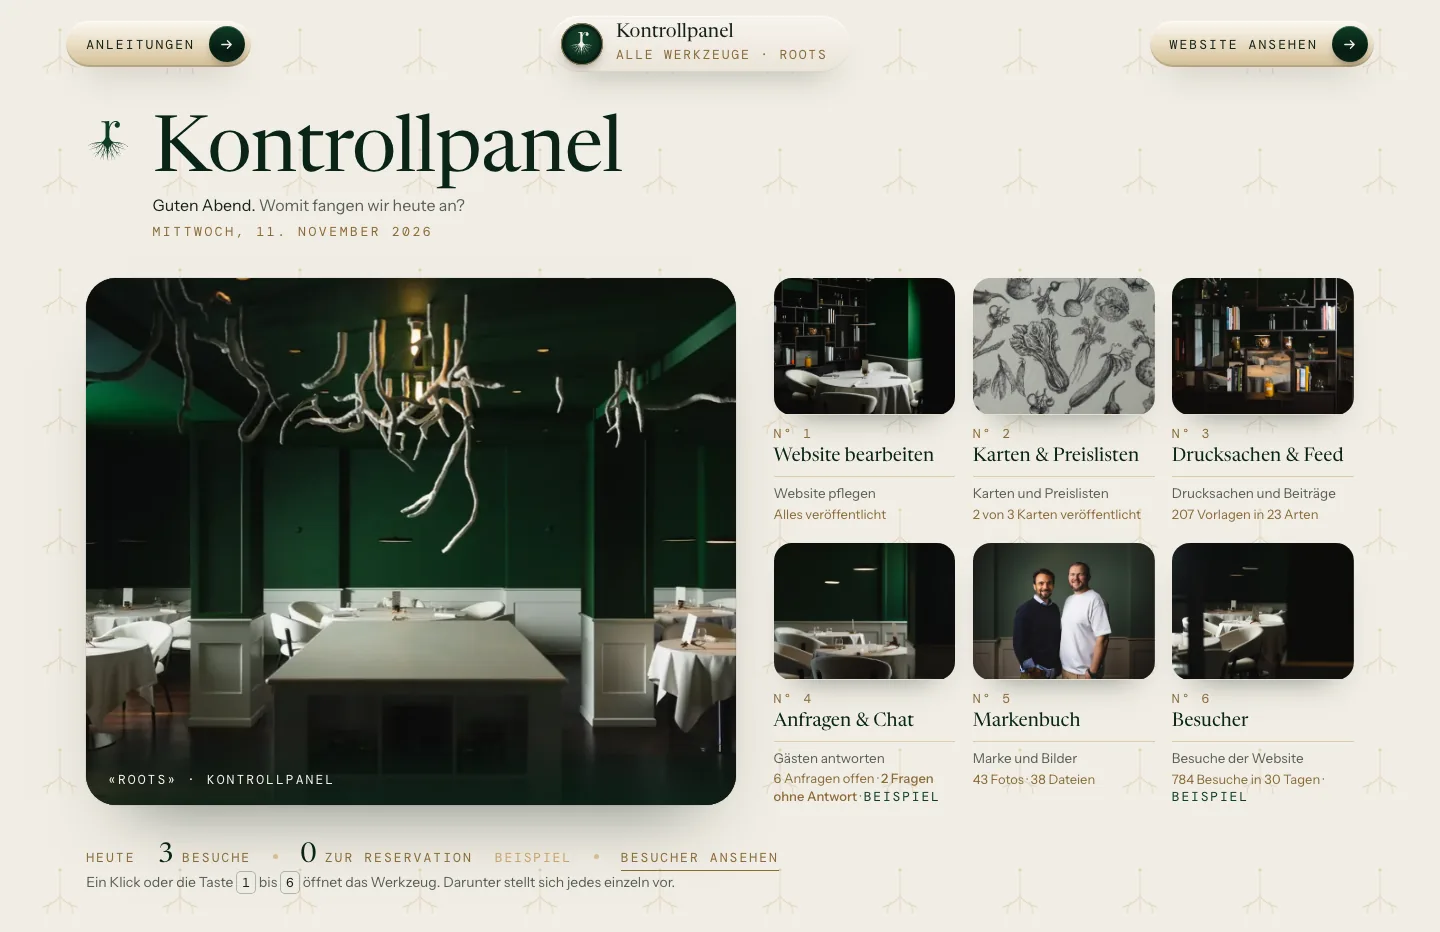 ANLEITUNGEN
Kontrollpanel
ALLE WERKZEUGE · ROOTS
WEBSITE ANSEHEN
Kontrollpanel
Guten Abend. Womit fangen wir heute an?
MITTWOCH, 11. NOVEMBER 2026
«ROOTS» · KONTROLLPANEL
N° 1
Website bearbeiten
Website pflegen
Alles veröffentlicht
N° 2
Karten & Preislisten
Karten und Preislisten
2 von 3 Karten veröffentlicht
N° 3
Drucksachen & Feed
Drucksachen und Beiträge
207 Vorlagen in 23 Arten
N° 4
Anfragen & Chat
Gästen antworten
6 Anfragen offen · 2 Fragen
ohne Antwort · BEISPIEL
N° 5
Markenbuch
Marke und Bilder
43 Fotos · 38 Dateien
N° 6
Besucher
Besuche der Website
784 Besuche in 30 Tagen ·
BEISPIEL
HEUTE 3 BESUCHE • 0 ZUR RESERVATION BEISPIEL • BESUCHER ANSEHEN
Ein Klick oder die Taste 1 bis 6 öffnet das Werkzeug. Darunter stellt sich jedes einzeln vor.